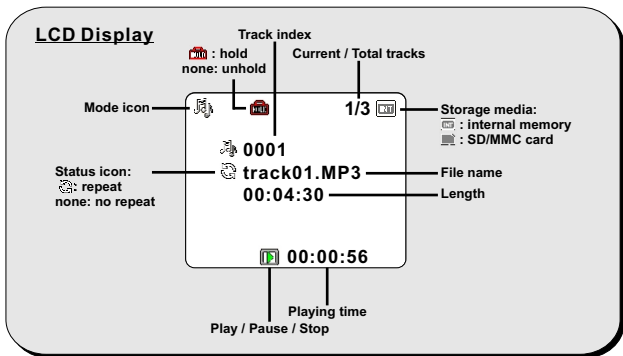 LCD Display
Track index
: hold
none: unhold
Current / Total tracks
Mode icon
1/3
Storage media:
: internal memory
: SD/MMC card
0001
Status icon:
: repeat
none: no repeat
track01.MP3
File name
00:04:30
Length
00:00:56
Playing time
Play / Pause / Stop